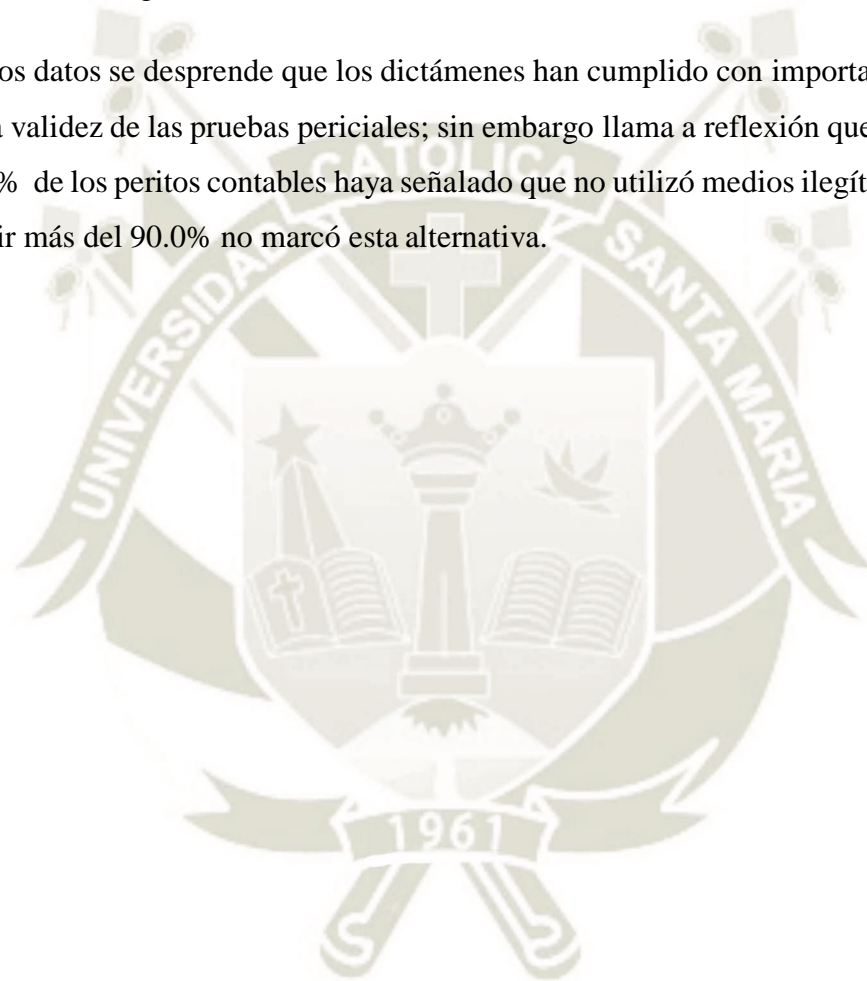 os datos se desprende que los dictámenes han cumplido con importa
validez de las pruebas periciales; sin embargo llama a reflexión que
% de los peritos contables haya señalado que no utilizó medios ilegít
ir más del 90.0% no marcó esta alternativa.
UNIVERSIDAD CATOLICA SANTA MARIA
1961